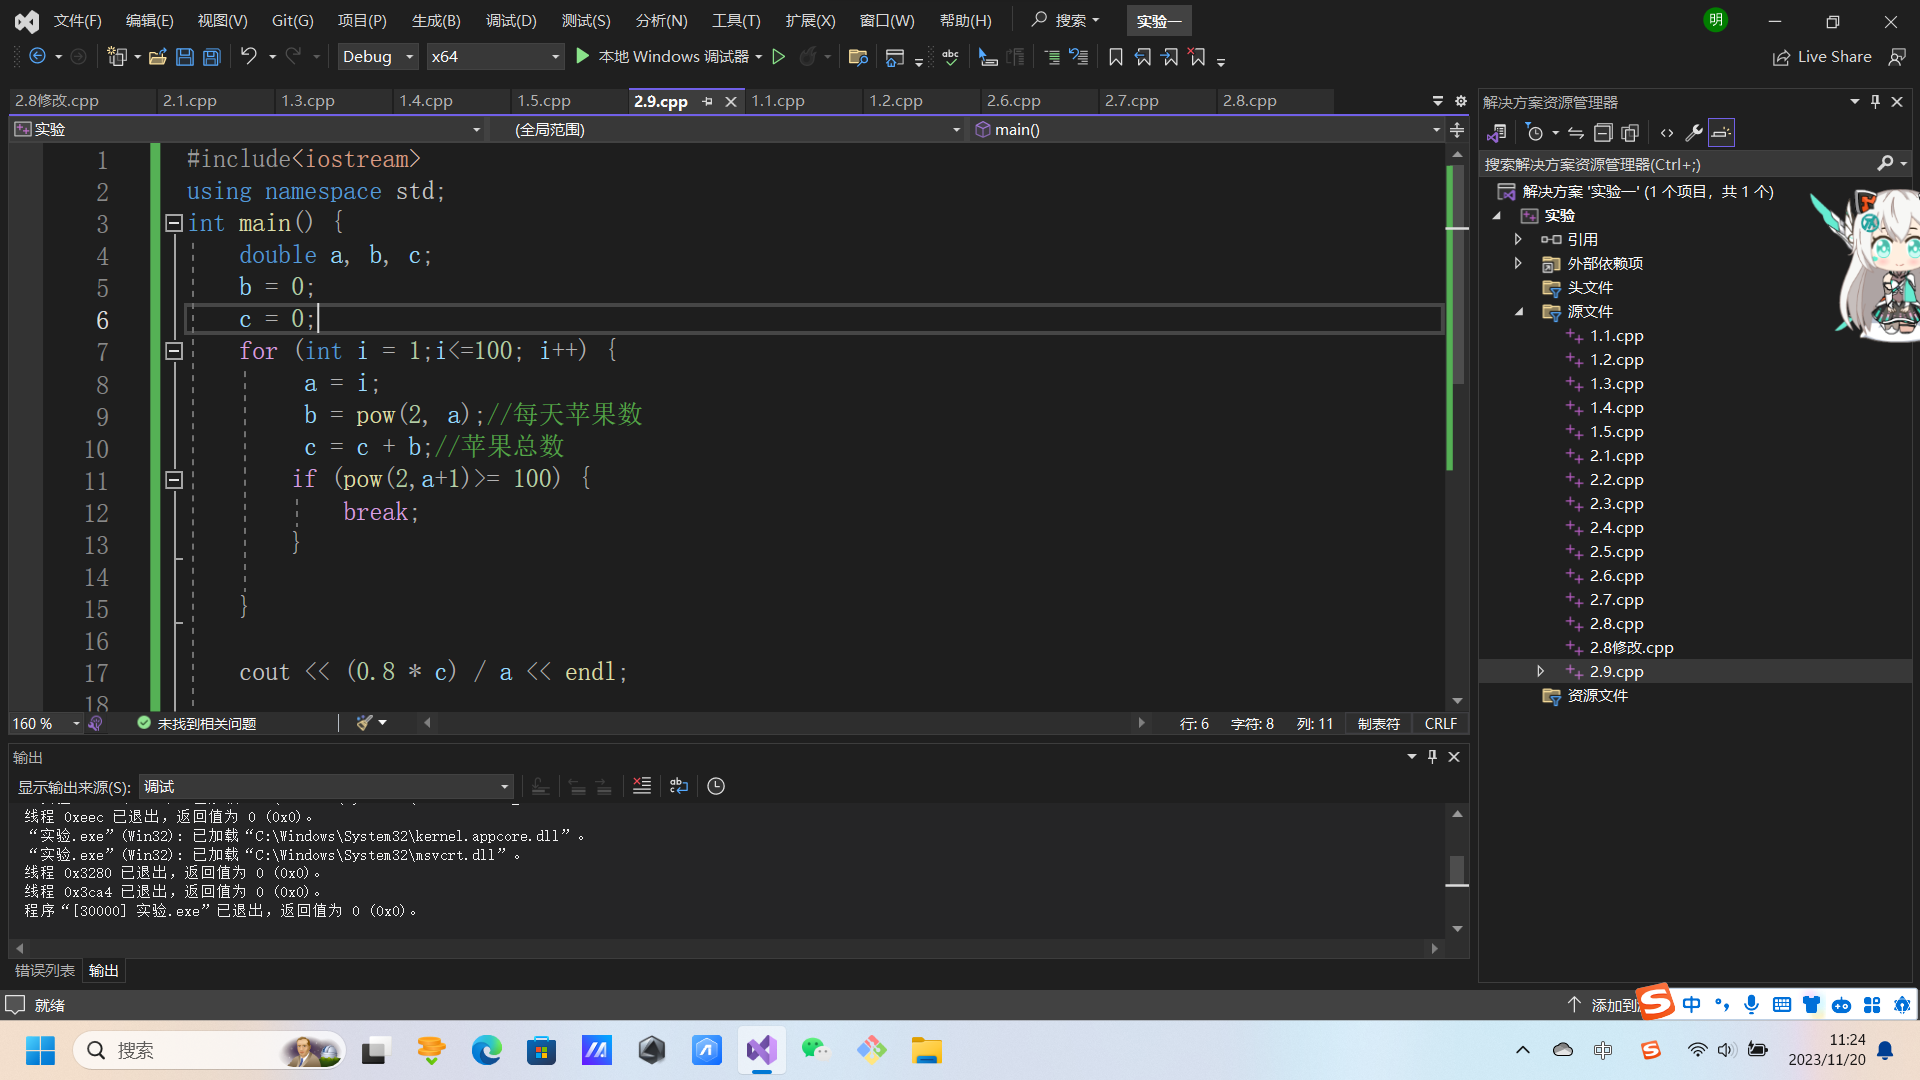 文件(F) 编辑(E) 视图(V) Git(G) 项目(P) 生成(B) 调试(D) 测试(S) 分析(N) 工具(T) 扩展(X) 窗口(W) 帮助(H) 搜索 实验一 明
Debug x64 本地 Windows 调试器 Live Share
2.8修改.cpp 2.1.cpp 1.3.cpp 1.4.cpp 1.5.cpp 2.9.cpp 1.1.cpp 1.2.cpp 2.6.cpp 2.7.cpp 2.8.cpp
实验 (全局范围) main()
1 #include<iostream>
2 using namespace std;
3 int main() {
4 double a, b, c;
5 b = 0;
6 c = 0;
7 for (int i = 1;i<=100; i++) {
8 a = i;
9 b = pow(2, a);//每天苹果数
10 c = c + b;//苹果总数
11 if (pow(2,a+1)>= 100) {
12 break;
13 }
14
15 }
16
17 cout << (0.8 * c) / a << endl;
18
160 % 未找到相关问题 行: 6 字符: 8 列: 11 制表符 CRLF
输出
显示输出来源(S): 调试
线程 0xeec 已退出，返回值为 0 (0x0)。
“实验.exe”(Win32): 已加载“C:\Windows\System32\kernel.appcore.dll”。
“实验.exe”(Win32): 已加载“C:\Windows\System32\msvcrt.dll”。
线程 0x3280 已退出，返回值为 0 (0x0)。
线程 0x3ca4 已退出，返回值为 0 (0x0)。
程序“[30000] 实验.exe”已退出，返回值为 0 (0x0)。
错误列表 输出
解决方案资源管理器
搜索解决方案资源管理器(Ctrl+;)
解决方案 '实验一' (1 个项目，共 1 个)
实验
引用
外部依赖项
头文件
源文件
1.1.cpp
1.2.cpp
1.3.cpp
1.4.cpp
1.5.cpp
2.1.cpp
2.2.cpp
2.3.cpp
2.4.cpp
2.5.cpp
2.6.cpp
2.7.cpp
2.8.cpp
2.8修改.cpp
2.9.cpp
资源文件
就绪 添加到 中
搜索 中 11:24
2023/11/20